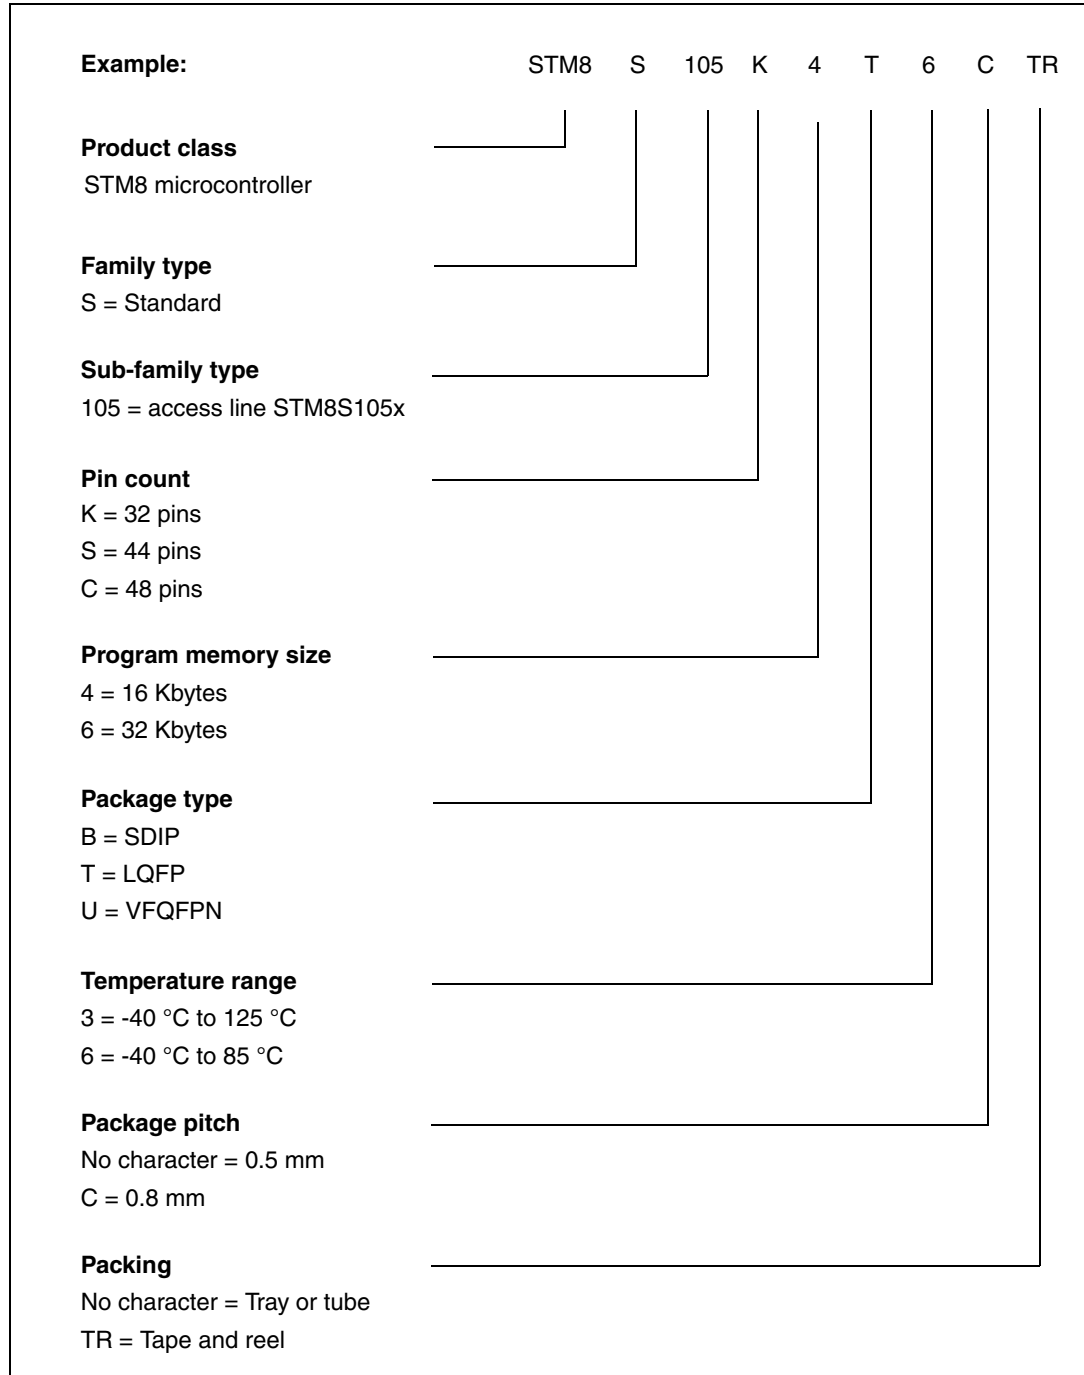 Example: STM8 S 105 K 4 T 6 C TR
Product class
STM8 microcontroller
Family type
S = Standard
Sub-family type
105 = access line STM8S105x
Pin count
K = 32 pins
S = 44 pins
C = 48 pins
Program memory size
4 = 16 Kbytes
6 = 32 Kbytes
Package type
B = SDIP
T = LQFP
U = VFQFPN
Temperature range
3 = -40 °C to 125 °C
6 = -40 °C to 85 °C
Package pitch
No character = 0.5 mm
C = 0.8 mm
Packing
No character = Tray or tube
TR = Tape and reel